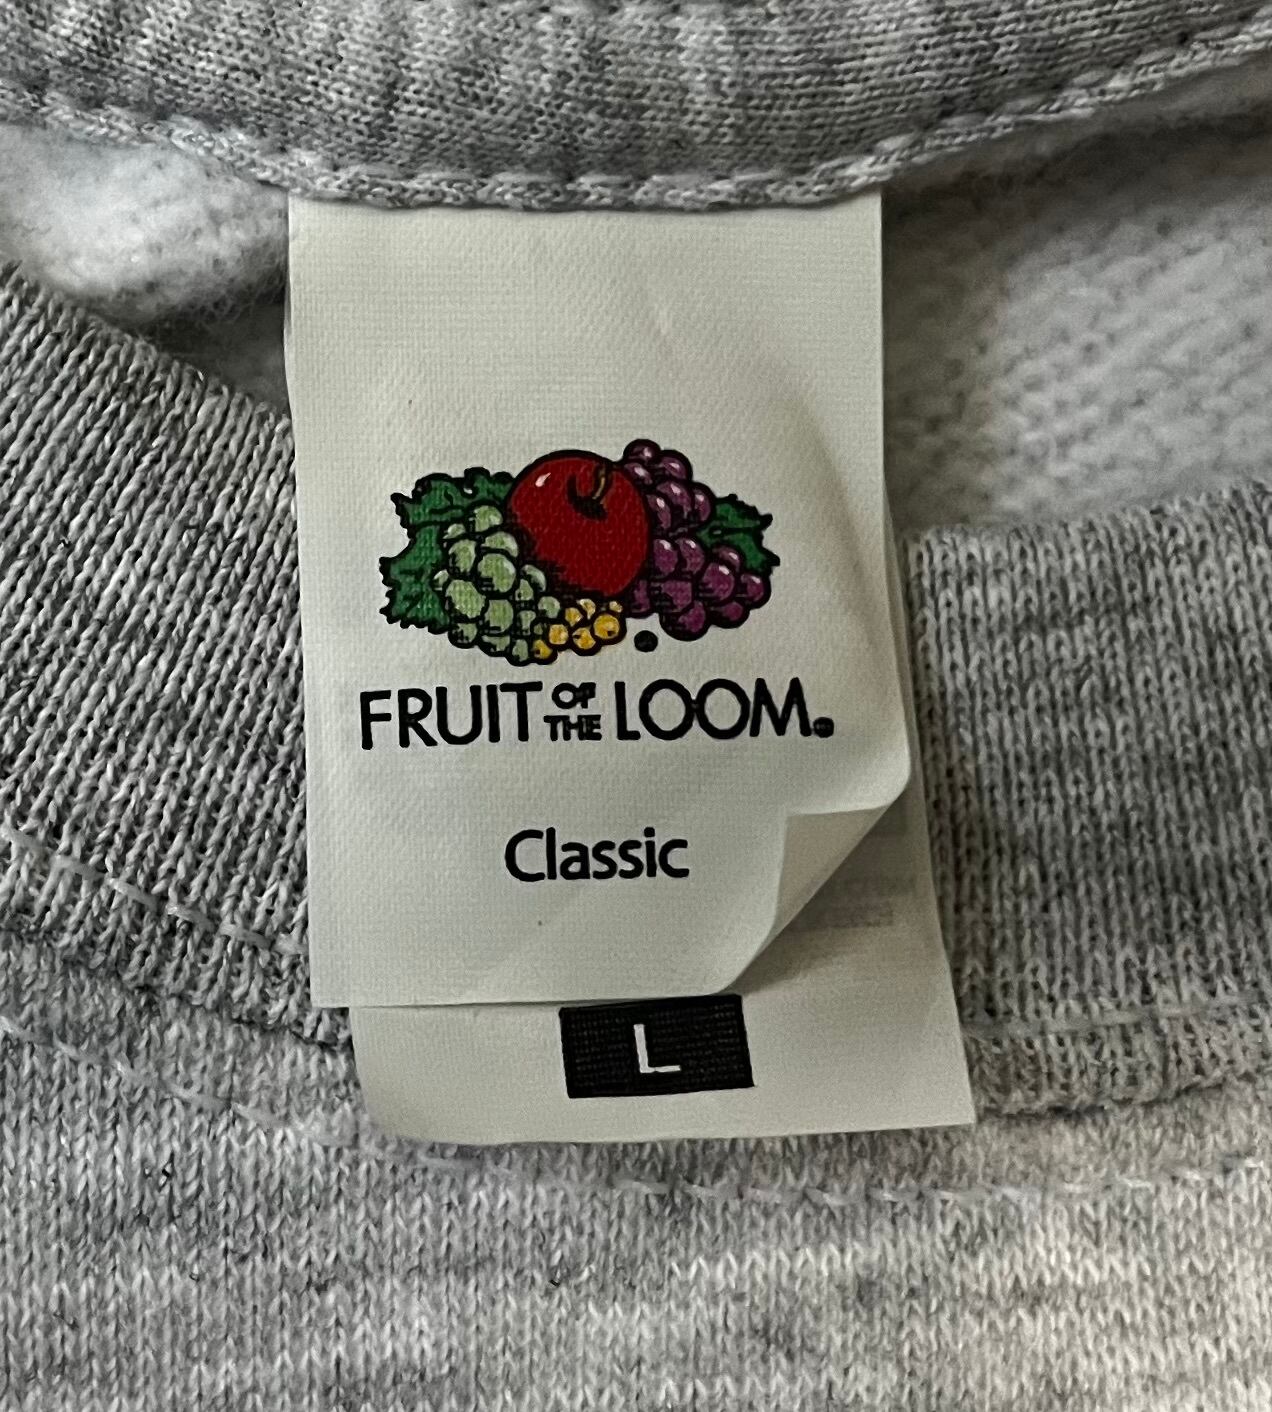 FRUIT OF THE LOOM
Classic
L